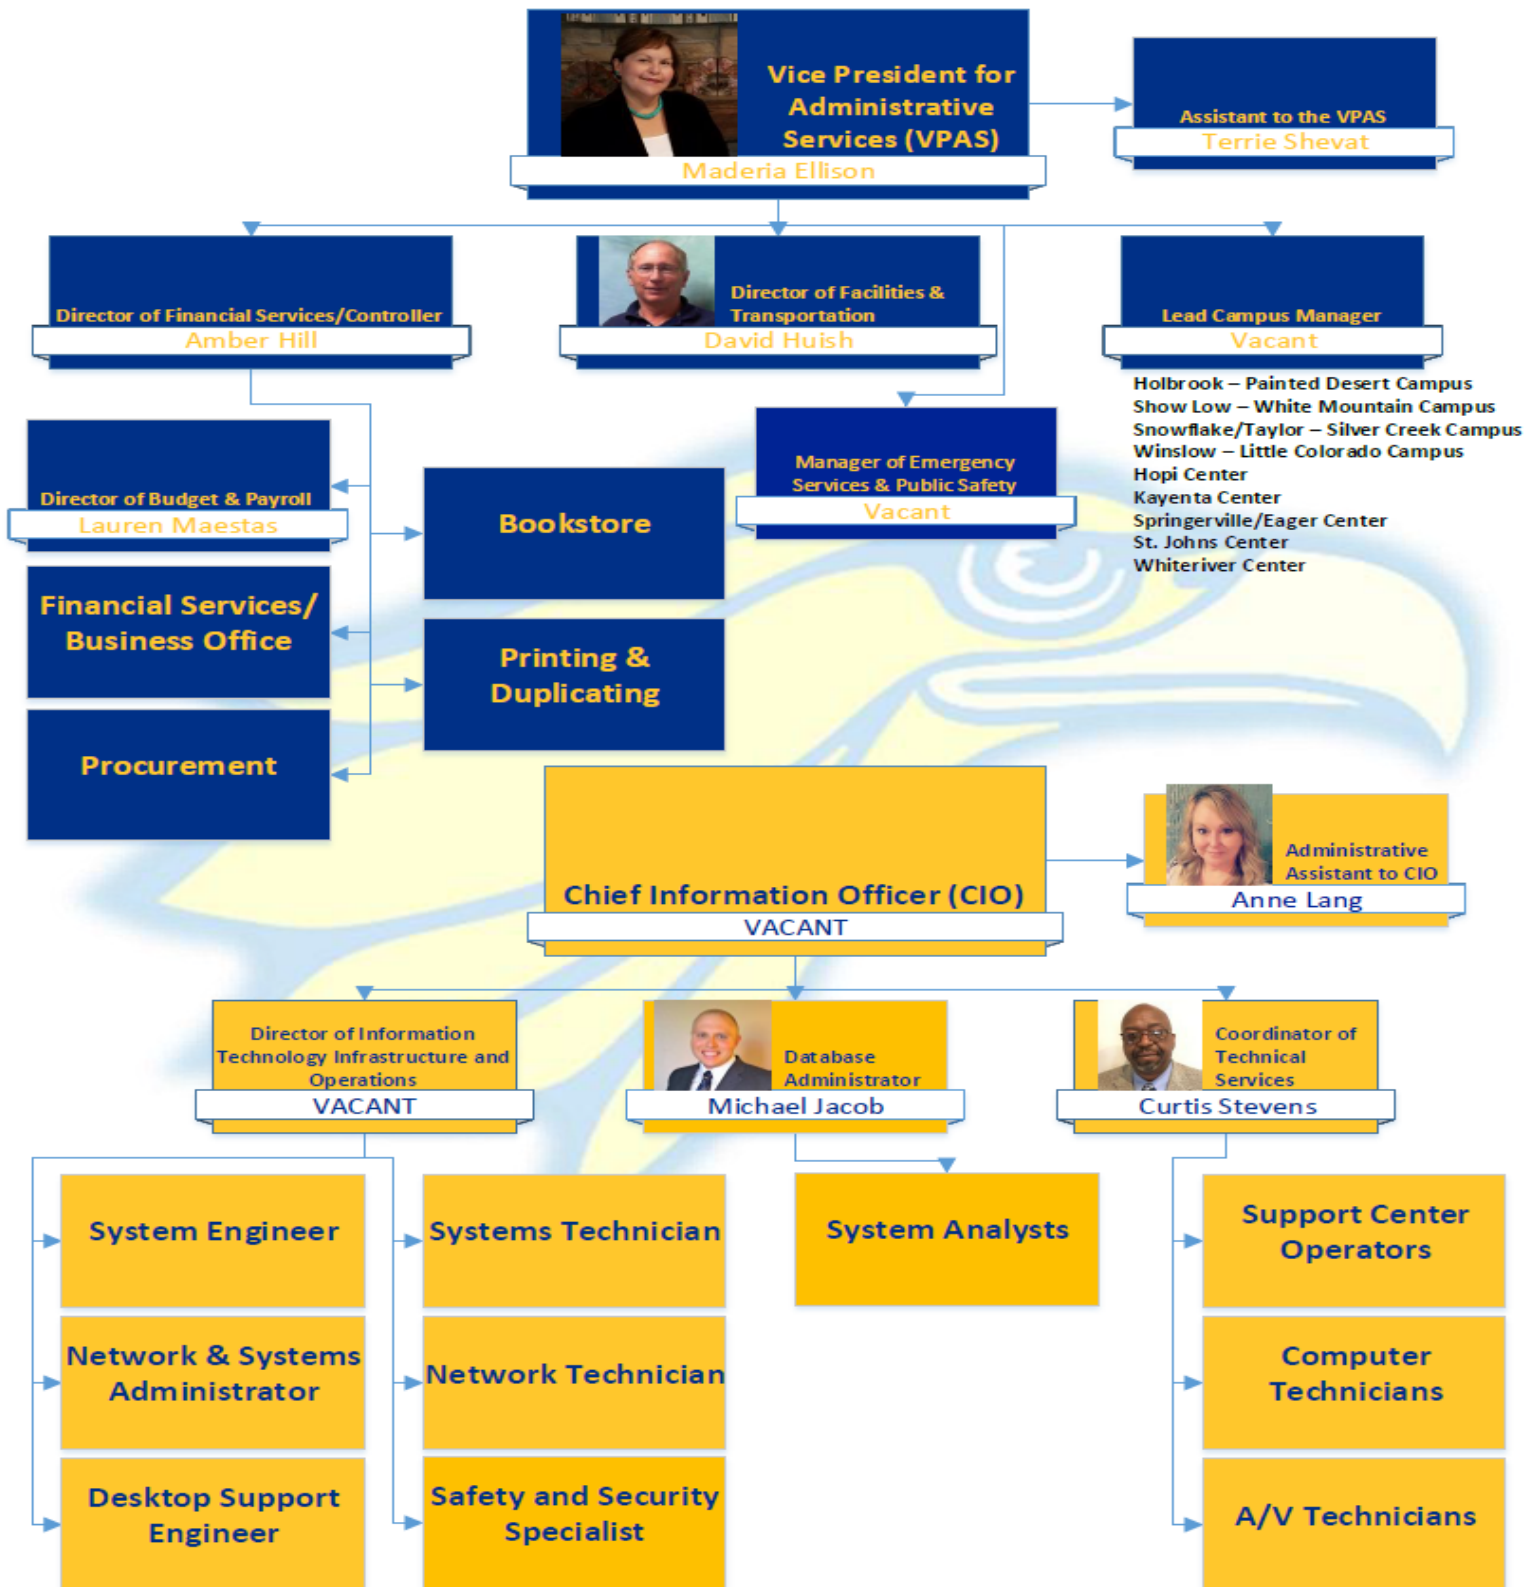 Vice President for
Administrative
Services (VPAS)
Maderia Ellison
Assistant to the VPAS
Terrie Shevat
Director of Financial Services/Controller
Amber Hill
Director of Facilities &
Transportation
David Huish
Lead Campus Manager
Vacant
Holbrook – Painted Desert Campus
Show Low – White Mountain Campus
Snowflake/Taylor – Silver Creek Campus
Winslow – Little Colorado Campus
Hopi Center
Kayenta Center
Springerville/Eager Center
St. Johns Center
Whiteriver Center
Manager of Emergency
Services & Public Safety
Vacant
Director of Budget & Payroll
Lauren Maestas
Bookstore
Financial Services/
Business Office
Printing &
Duplicating
Procurement
Chief Information Officer (CIO)
VACANT
Administrative
Assistant to CIO
Anne Lang
Director of Information
Technology Infrastructure and
Operations
VACANT
Database
Administrator
Michael Jacob
Coordinator of
Technical
Services
Curtis Stevens
System Engineer
Systems Technician
System Analysts
Support Center
Operators
Network & Systems
Administrator
Network Technician
Computer
Technicians
Desktop Support
Engineer
Safety and Security
Specialist
A/V Technicians